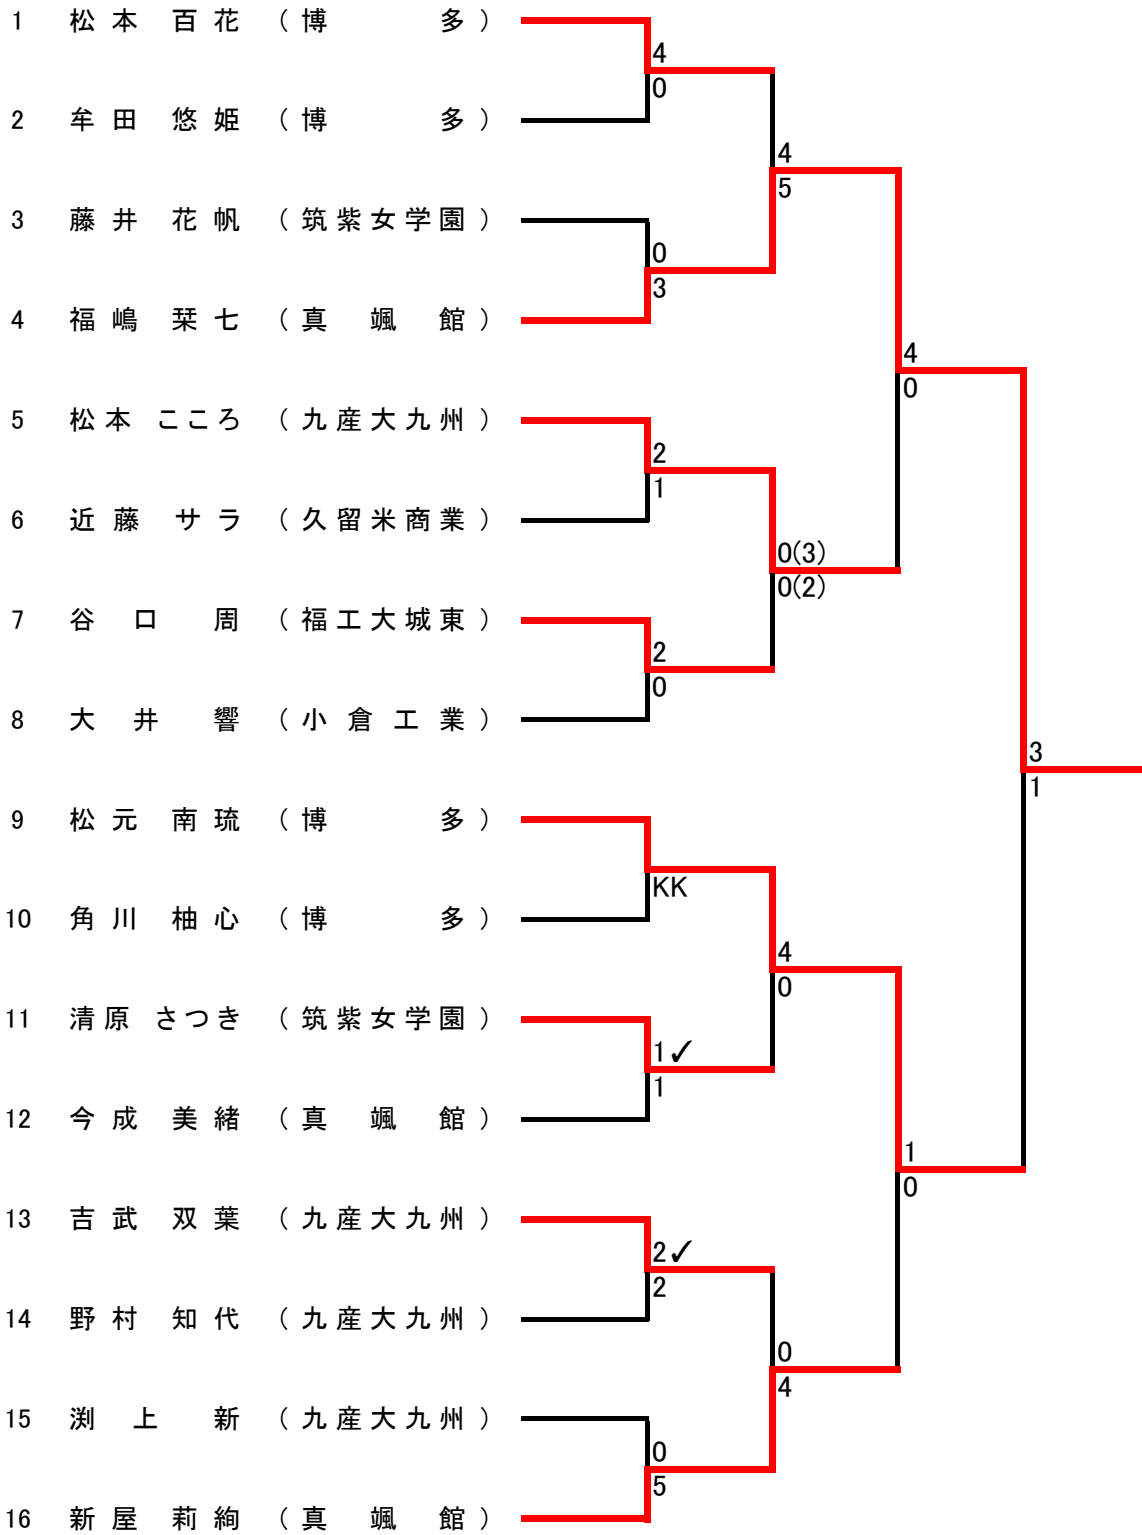 1 松本 百花 (博多)
4
0
2 牟田 悠姫 (博多)
4
5
3 藤井 花帆 (筑紫女学園)
0
3
4 福嶋 栞七 (真颯館)
4
0
5 松本 こころ (九産大九州)
2
1
6 近藤 サラ (久留米商業)
0(3)
0(2)
7 谷口 周 (福工大城東)
2
0
8 大井 響 (小倉工業)
3
1
9 松元 南琉 (博多)
KK
10 角川 柚心 (博多)
4
0
11 清原 さつき (筑紫女学園)
1✓
1
12 今成 美緒 (真颯館)
1
0
13 吉武 双葉 (九産大九州)
2✓
2
14 野村 知代 (九産大九州)
0
4
15 渕上 新 (九産大九州)
0
5
16 新屋 莉絢 (真颯館)